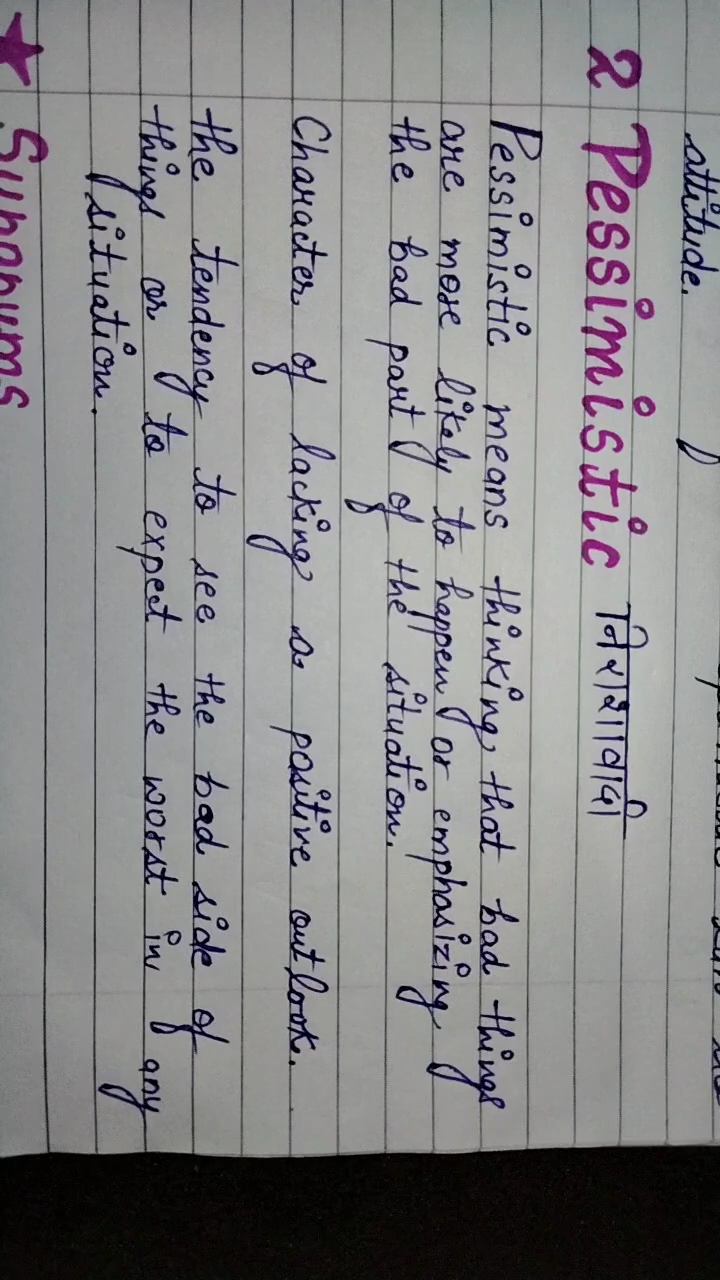 attitude.
2 Pessimistic निराशावादी
Pessimistic means thinking that bad things
are more likely to happen or emphasizing
the bad part of the situation.
Character of lacking a positive outlook.
the tendency to see the bad side of
things or to expect the worst in any
situation.
★ Synonyms